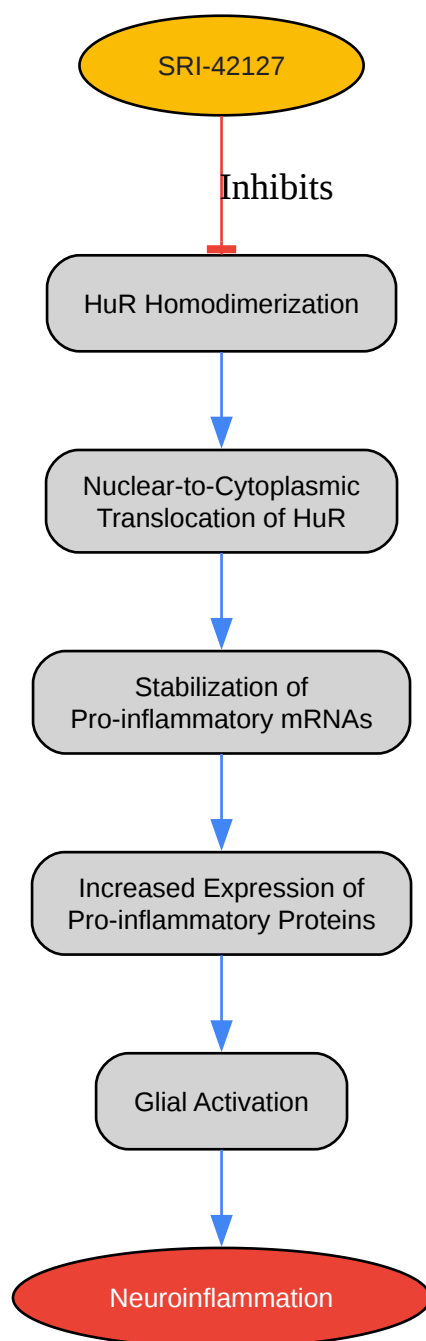 SRI-42127
Inhibits
HuR Homodimerization
Nuclear-to-Cytoplasmic
Translocation of HuR
Stabilization of
Pro-inflammatory mRNAs
Increased Expression of
Pro-inflammatory Proteins
Glial Activation
Neuroinflammation